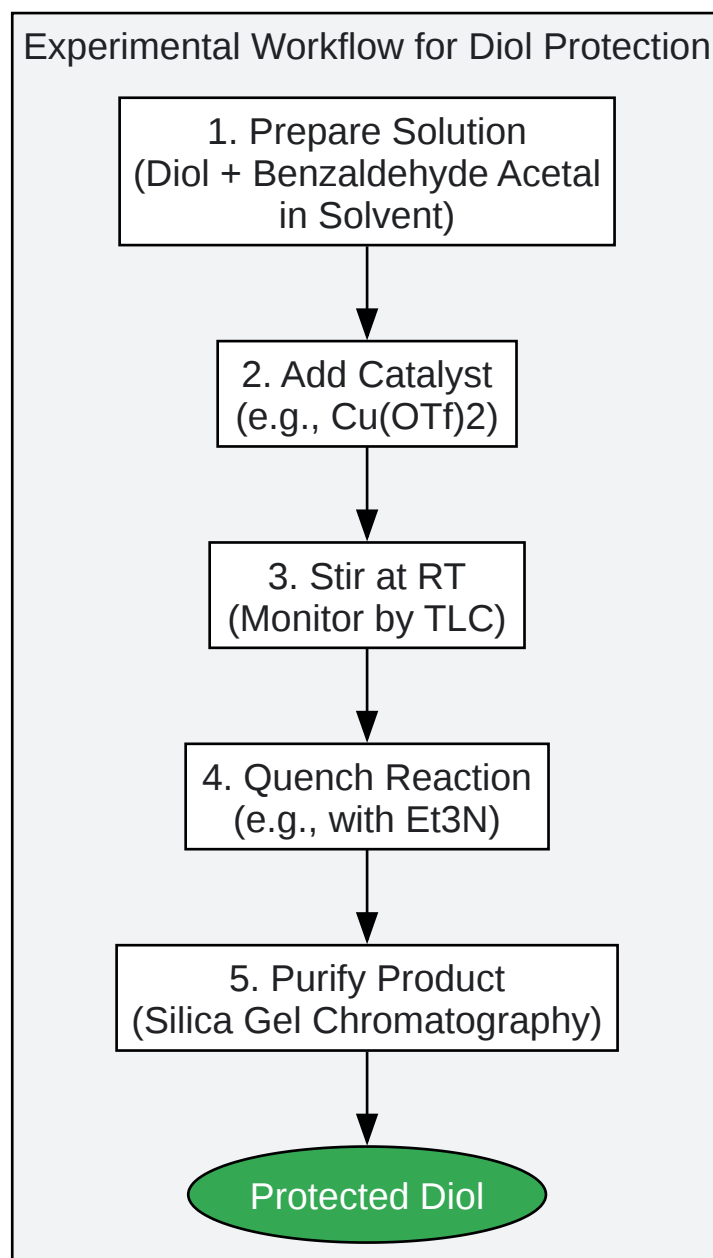 Experimental Workflow for Diol Protection
1. Prepare Solution
(Diol + Benzaldehyde Acetal
in Solvent)
2. Add Catalyst
(e.g., Cu(OTf)2)
3. Stir at RT
(Monitor by TLC)
4. Quench Reaction
(e.g., with Et3N)
5. Purify Product
(Silica Gel Chromatography)
Protected Diol